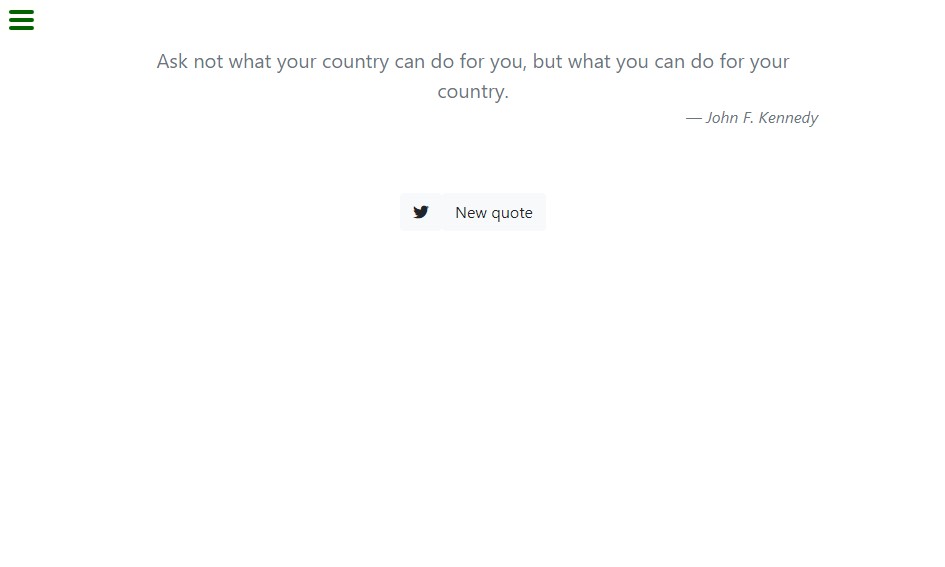 Ask not what your country can do for you, but what you can do for your
country.
— John F. Kennedy
New quote